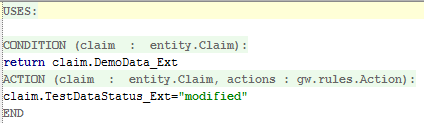 USES:
CONDITION (claim : entity.Claim):
return claim.DemoData_Ext
ACTION (claim : entity.Claim, actions : gw.rules.Action):
claim.TestDataStatus_Ext="modified"
END